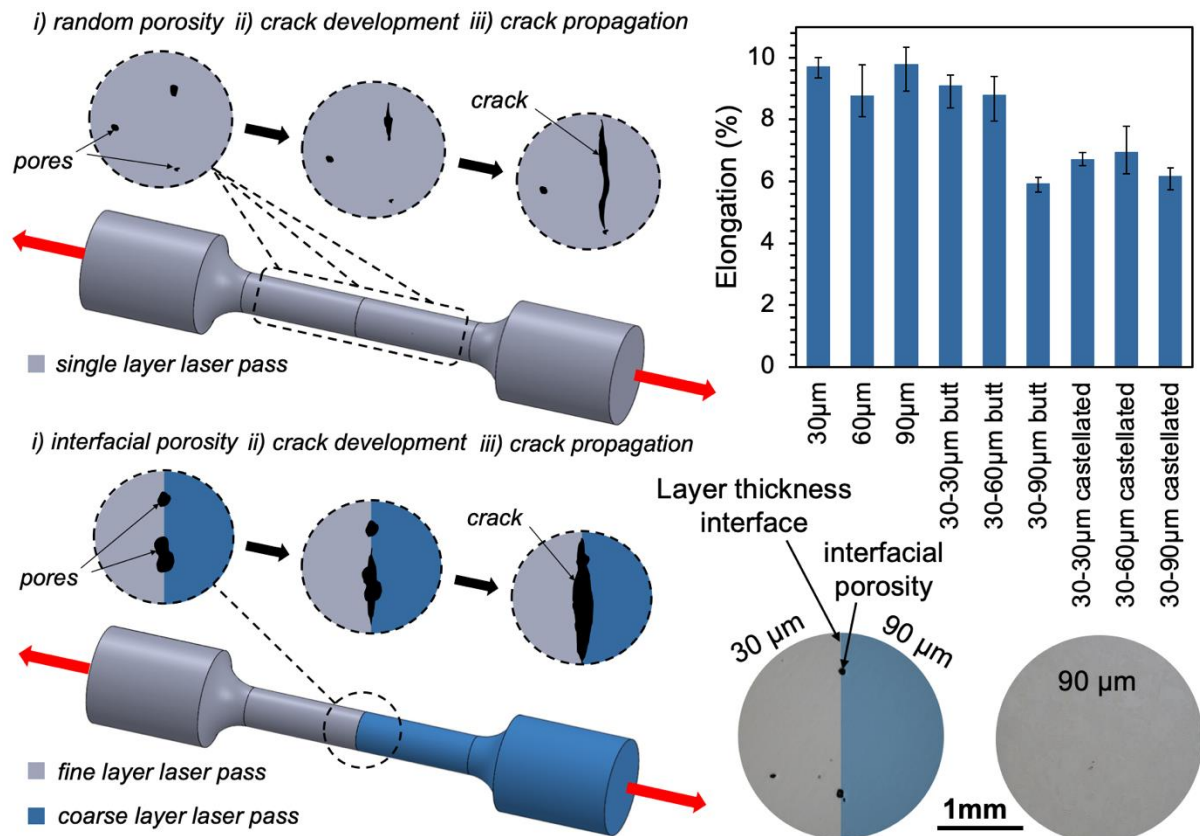 i) random porosity ii) crack development iii) crack propagation
pores
crack
single layer laser pass
i) interfacial porosity ii) crack development iii) crack propagation
pores
crack
fine layer laser pass
coarse layer laser pass
Elongation (%)
10
8
6
4
2
0
30µm
60µm
90µm
30-30µm butt
30-60µm butt
30-90µm butt
30-30µm castellated
30-60µm castellated
30-90µm castellated
Layer thickness
interface
interfacial
porosity
30 µm
90 µm
90 µm
1mm